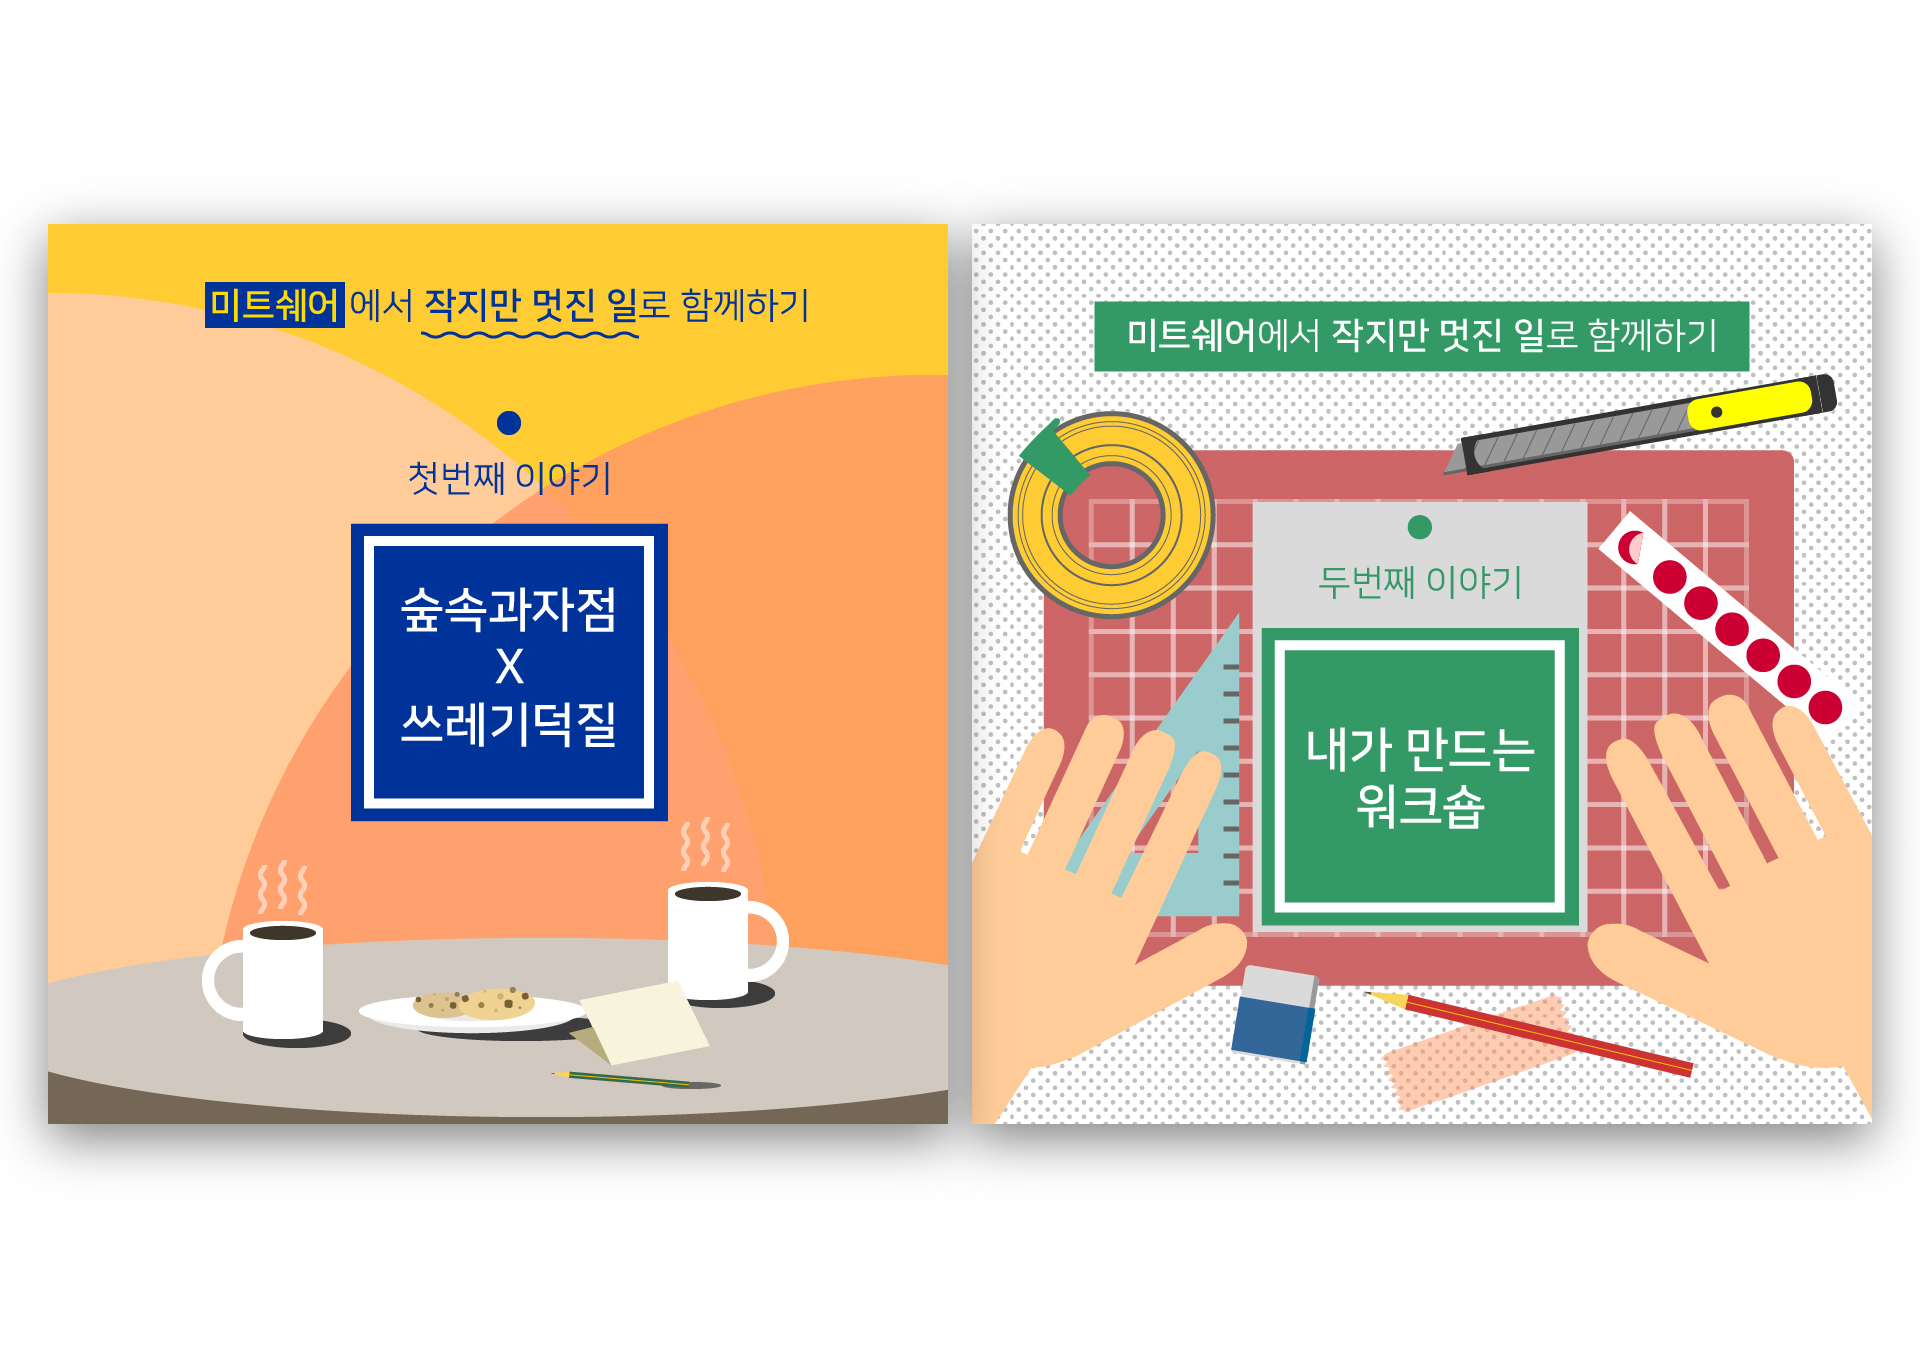 미트쉐어에서 작지만 멋진 일로 함께하기
첫번째 이야기
숲속과자점
X
쓰레기덕질
미트쉐어에서 작지만 멋진 일로 함께하기
두번째 이야기
내가 만드는
워크숍